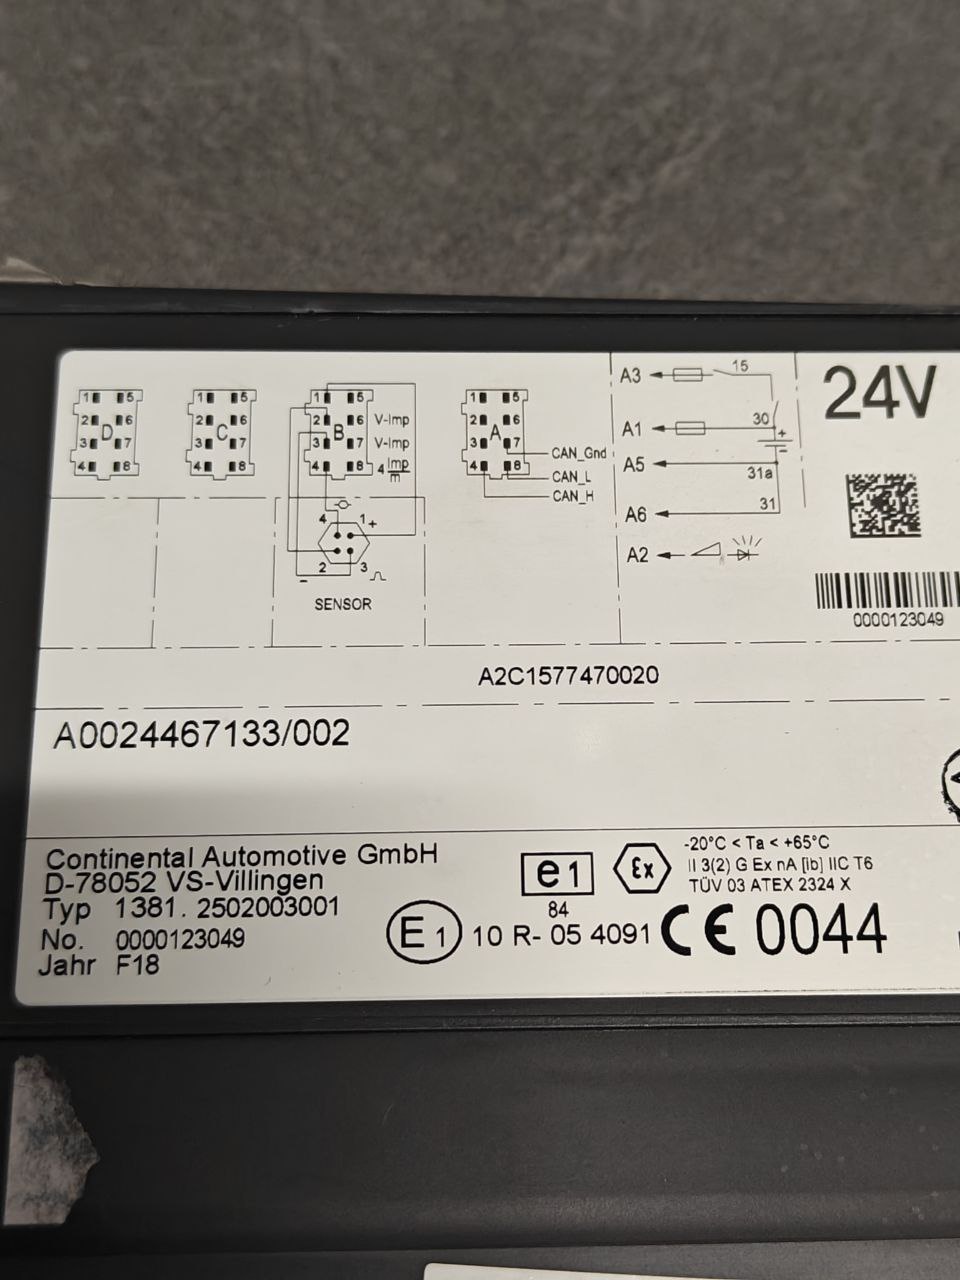 1 5
2 6
D
3 7
4 8
1 5
2 6
C
3 7
4 8
1 5
2 6 V-Imp
B
3 7 V-Imp
4 8 4 Imp
m
1 5
2 6
A
3 7
4 8
CAN_Gnd
CAN_L
CAN_H
4 1 +
2 3
−
SENSOR
A3 15
A1 30
+
−
A5 31a
A6 31
A2
24V
0000123049
A2C1577470020
A0024467133/002
Continental Automotive GmbH
D-78052 VS-Villingen
Typ 1381. 2502003001
No. 0000123049
Jahr F18
e1
84
E1 10 R- 05 4091
Ex
-20°C < Ta < +65°C
II 3(2) G Ex nA [ib] IIC T6
TÜV 03 ATEX 2324 X
CE 0044